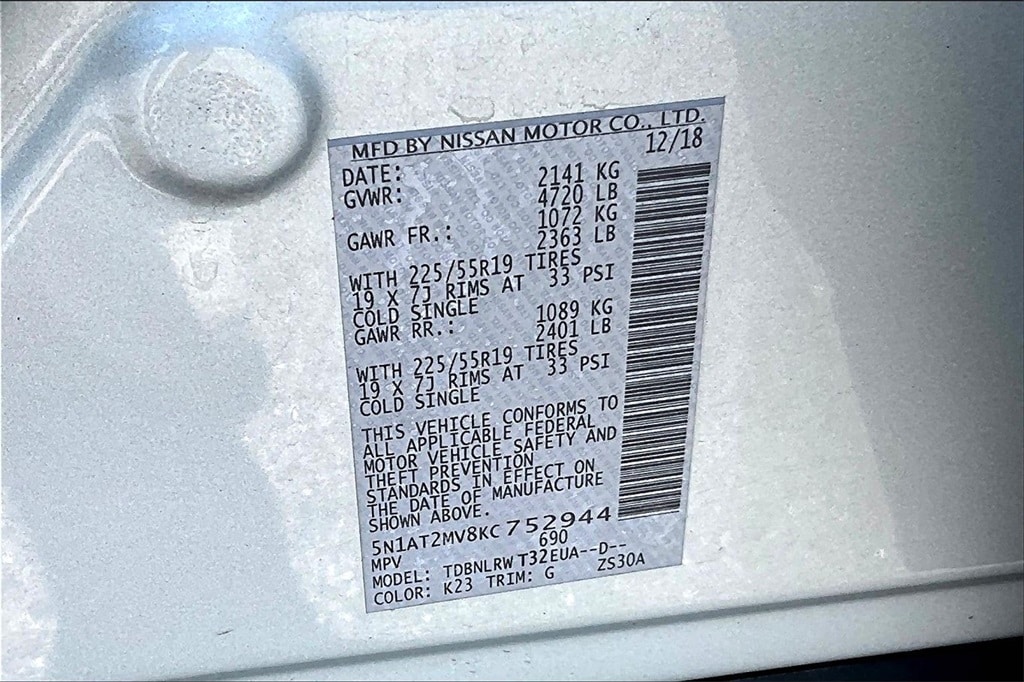 MFD BY NISSAN MOTOR CO., LTD.
DATE: 12/18
GVWR: 2141 KG
4720 LB
GAWR FR.: 1072 KG
2363 LB
WITH 225/55R19 TIRES
19 X 7J RIMS AT 33 PSI
COLD SINGLE
GAWR RR.: 1089 KG
2401 LB
WITH 225/55R19 TIRES
19 X 7J RIMS AT 33 PSI
COLD SINGLE
THIS VEHICLE CONFORMS TO
ALL APPLICABLE FEDERAL
MOTOR VEHICLE SAFETY AND
THEFT PREVENTION
STANDARDS IN EFFECT ON
THE DATE OF MANUFACTURE
SHOWN ABOVE.
5N1AT2MV8KC752944
MPV 690
MODEL: TDBNLRWT32EUA--D--
COLOR: K23 TRIM: G ZS30A